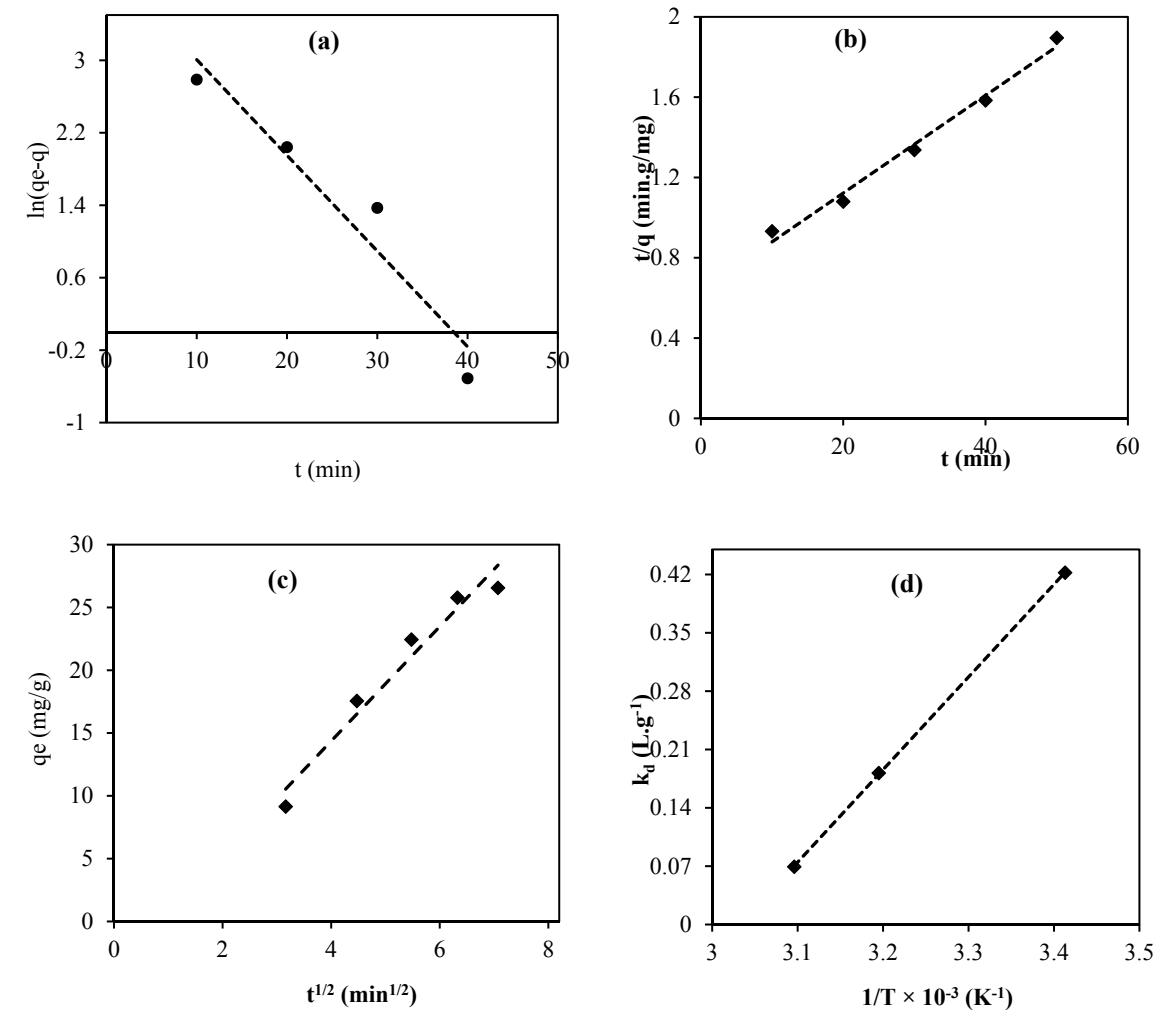 (a)
3
2.2
1.4
0.6
-0.2
-1
0 10 20 30 40 50
ln(qe-q)
t (min)
(b)
2
1.6
1.2
0.8
0.4
0
0 20 40 60
t/q (min.g/mg)
t (min)
(c)
30
25
20
15
10
5
0
0 2 4 6 8
qe (mg/g)
t^1/2 (min^1/2)
(d)
0.42
0.35
0.28
0.21
0.14
0.07
0
3 3.1 3.2 3.3 3.4 3.5
k_d (L.g^-1)
1/T × 10^-3 (K^-1)